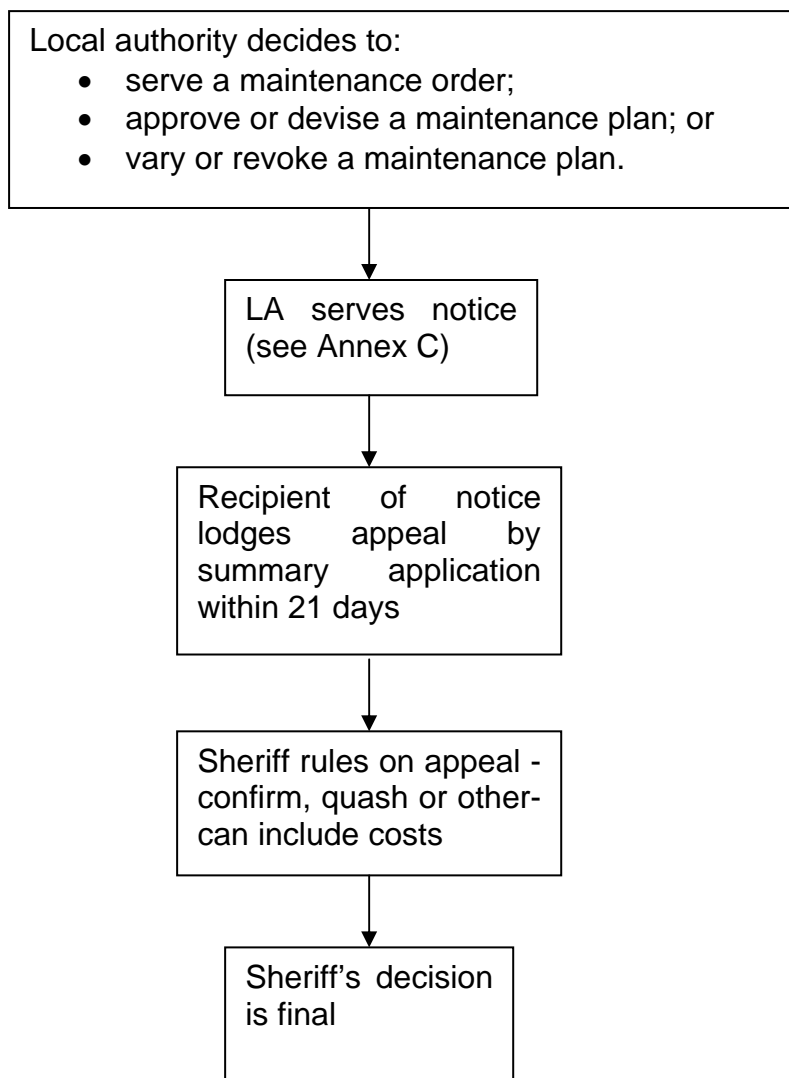 Local authority decides to:
• serve a maintenance order;
• approve or devise a maintenance plan; or
• vary or revoke a maintenance plan.
LA serves notice
(see Annex C)
Recipient of notice
lodges appeal by
summary application
within 21 days
Sheriff rules on appeal -
confirm, quash or other-
can include costs
Sheriff’s decision
is final